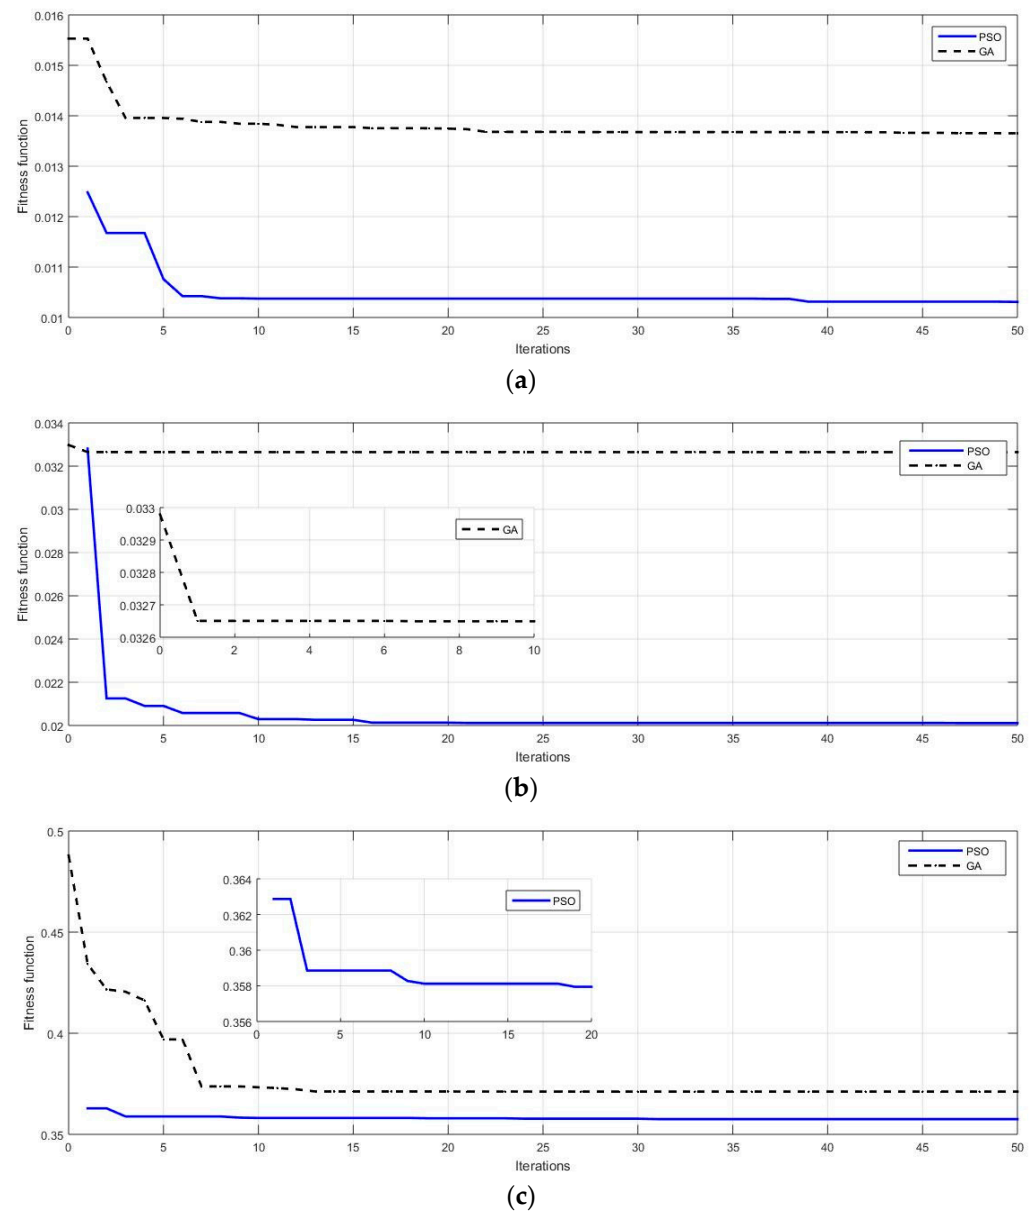 0.016
0.015
0.014
0.013
0.012
0.011
0.01
Fitness function
PSO
GA
0 5 10 15 20 25 30 35 40 45 50
Iterations
(a)
0.034
0.032
0.03
0.028
0.026
0.024
0.022
0.02
Fitness function
PSO
GA
0.033
0.0329
0.0328
0.0327
0.0326
GA
0 2 4 6 8 10
0 5 10 15 20 25 30 35 40 45 50
Iterations
(b)
0.5
0.45
0.4
0.35
Fitness function
PSO
GA
0.364
0.362
0.36
0.358
0.356
PSO
0 5 10 15 20
0 5 10 15 20 25 30 35 40 45 50
Iterations
(c)